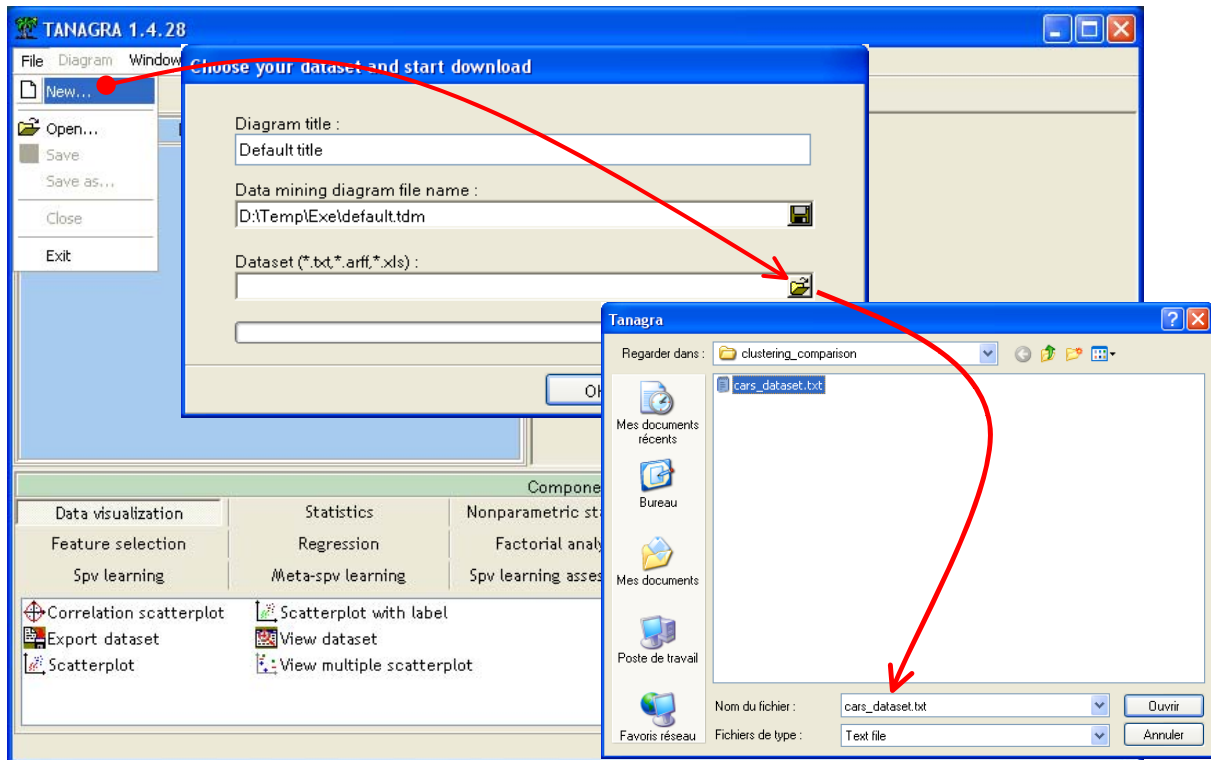 TANAGRA 1.4.28
File Diagram Window
New...
Open...
Save
Save as...
Close
Exit
Choose your dataset and start download
Diagram title :
Default title
Data mining diagram file name :
D:\Temp\Exe\default.tdm
Dataset (*.txt,*.arff,*.xls) :
Tanagra
Regarder dans :
clustering_comparison
cars_dataset.txt
Mes documents
récents
Bureau
Mes documents
Poste de travail
Favoris réseau
Nom du fichier :
cars_dataset.txt
Ouvrir
Fichiers de type :
Text file
Annuler
Data visualization
Statistics
Nonparametric
Feature selection
Regression
Factorial
Spv learning
Meta-spv learning
Spv learning
Correlation scatterplot
Scatterplot with label
Export dataset
View dataset
Scatterplot
View multiple scatterplot